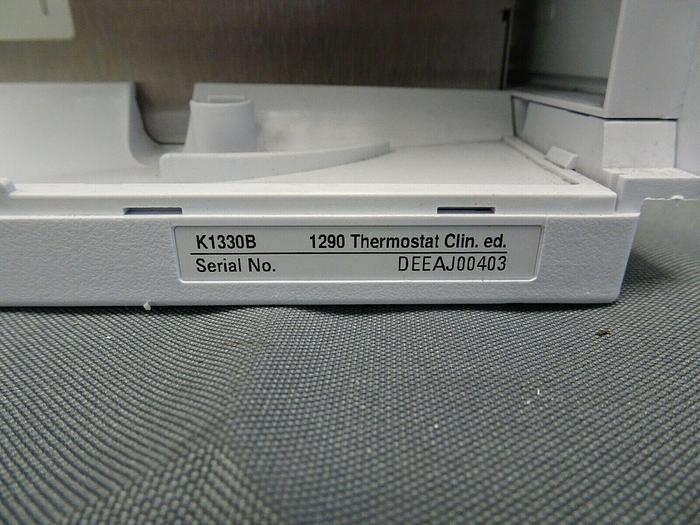 K1330B 1290 Thermostat Clin. ed.
Serial No. DEEAJ00403